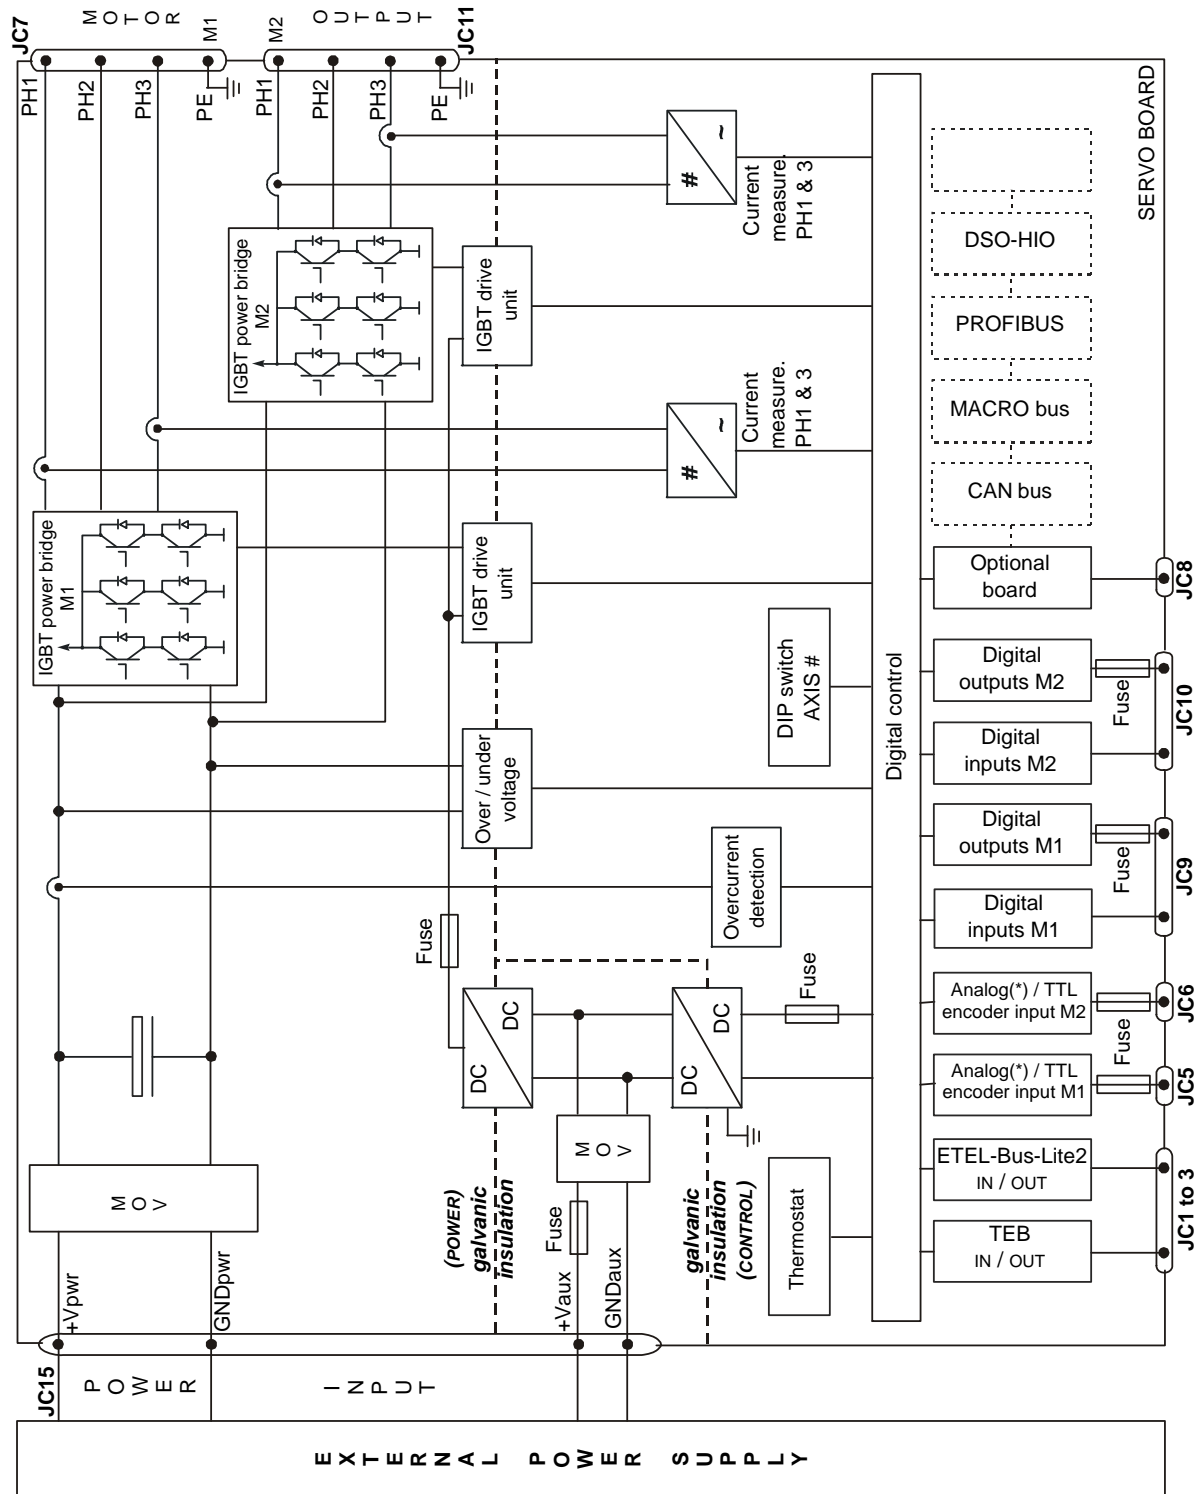 JC7
MOTOR
M1
M2
OUTPUT
JC11
PH1
PH2
PH3
PE
PH1
PH2
PH3
PE
SERVO BOARD
IGBT power bridge
M2
IGBT drive
unit
#
~
Current
measure.
PH1 & 3
DSO-HIO
PROFIBUS
MACRO bus
CAN bus
#
~
Current
measure.
PH1 & 3
IGBT power bridge
M1
IGBT drive
unit
Optional
board
JC8
DIP switch
AXIS #
Digital control
Digital
outputs M2
Fuse
JC10
Digital
inputs M2
Over / under
voltage
Digital
outputs M1
Fuse
JC9
Overcurrent
detection
Digital
inputs M1
Fuse
DC
DC
DC
DC
Fuse
Analog(*) / TTL
encoder input M2
Fuse
JC6
Analog(*) / TTL
encoder input M1
JC5
MOV
MOV
(POWER)
galvanic
insulation
Fuse
galvanic
insulation
(CONTROL)
Thermostat
ETEL-Bus-Lite2
IN / OUT
TEB
IN / OUT
JC1 to 3
+Vpwr
GNDpwr
+Vaux
GNDaux
JC15
POWER
INPUT
EXTERNAL POWER SUPPLY